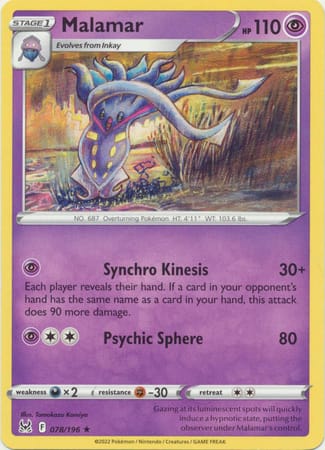 STAGE 1
Malamar
HP 110
Evolves from Inkay
NO. 687 Overturning Pokémon HT: 4'11" WT: 103.6 lbs.
Synchro Kinesis 30+
Each player reveals their hand. If a card in your opponent's
hand has the same name as a card in your hand, this attack
does 90 more damage.
Psychic Sphere 80
weakness ×2 resistance -30 retreat
Illus. Tomokazu Komiya
F 078/196 ★
Gazing at its luminescent spots will quickly
induce a hypnotic state, putting the
observer under Malamar's control.
©2022 Pokémon / Nintendo / Creatures / GAME FREAK